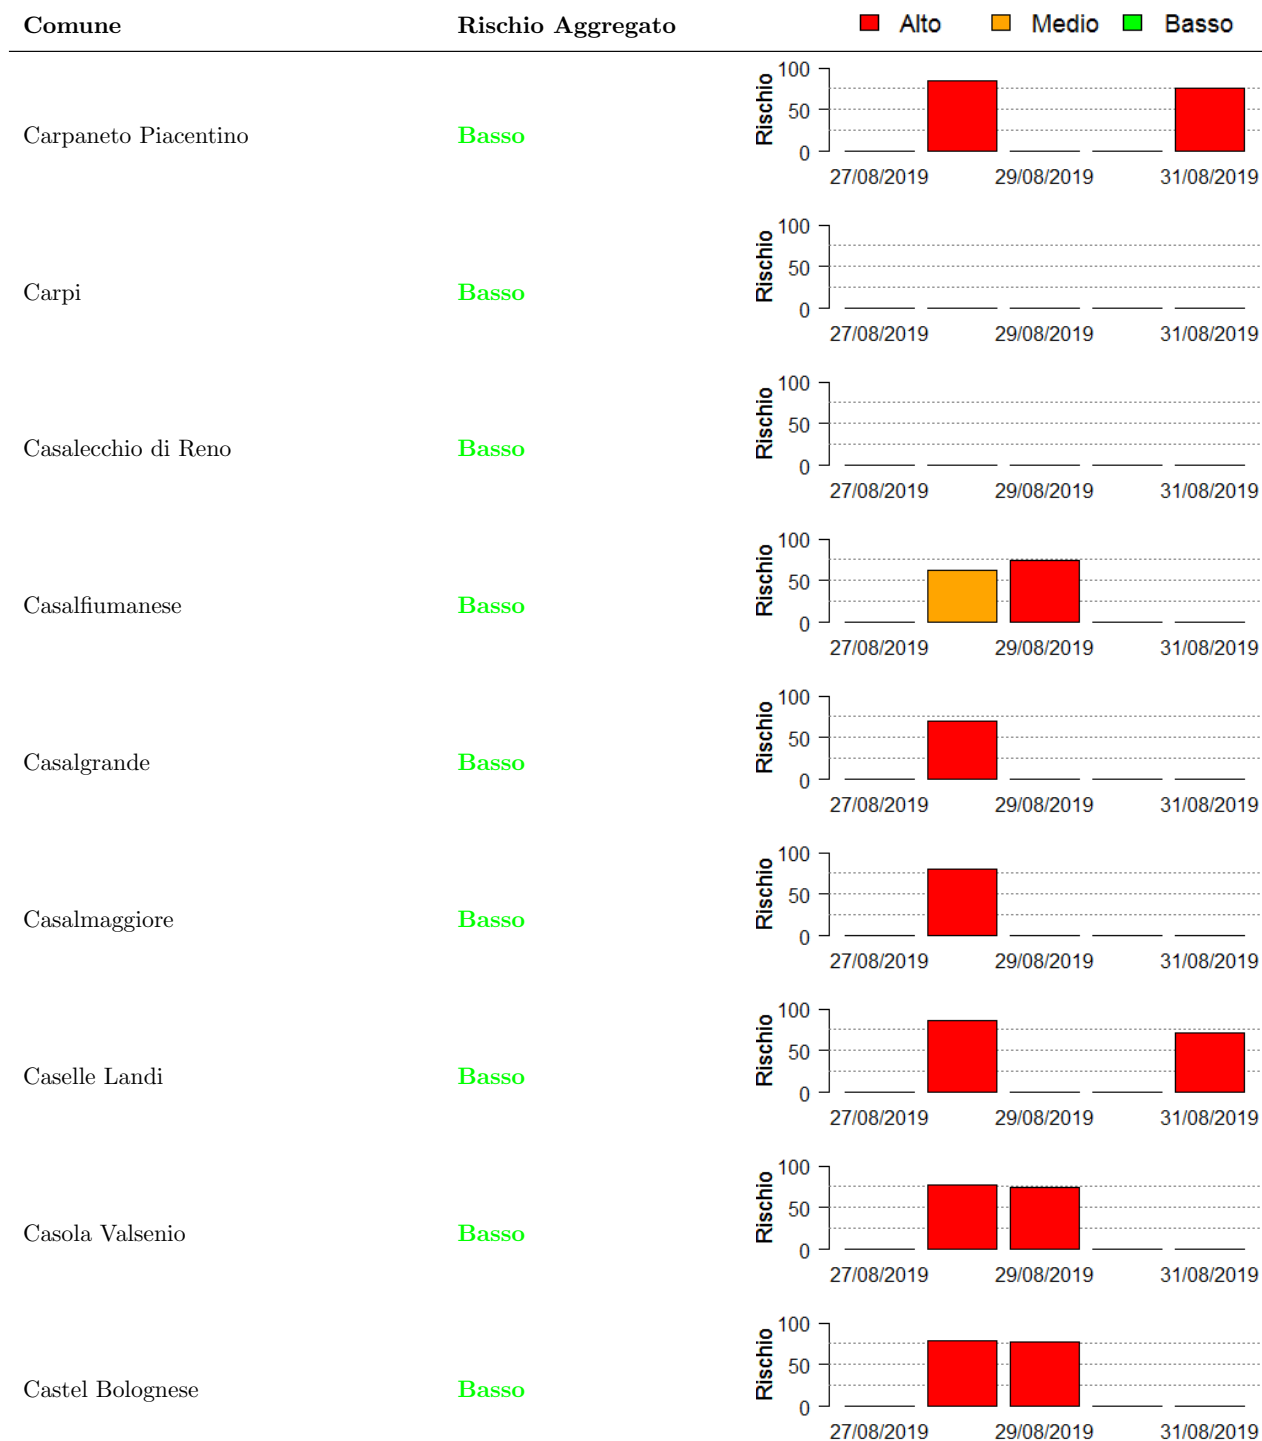 Comune Rischio Aggregato Alto Medio Basso
100
50
0
Rischio
Carpaneto Piacentino Basso
27/08/2019 29/08/2019 31/08/2019
100
50
0
Rischio
Carpi Basso
27/08/2019 29/08/2019 31/08/2019
100
50
0
Rischio
Casalecchio di Reno Basso
27/08/2019 29/08/2019 31/08/2019
100
50
0
Rischio
Casalfiumanese Basso
27/08/2019 29/08/2019 31/08/2019
100
50
0
Rischio
Casalgrande Basso
27/08/2019 29/08/2019 31/08/2019
100
50
0
Rischio
Casalmaggiore Basso
27/08/2019 29/08/2019 31/08/2019
100
50
0
Rischio
Caselle Landi Basso
27/08/2019 29/08/2019 31/08/2019
100
50
0
Rischio
Casola Valsenio Basso
27/08/2019 29/08/2019 31/08/2019
100
50
0
Rischio
Castel Bolognese Basso
27/08/2019 29/08/2019 31/08/2019